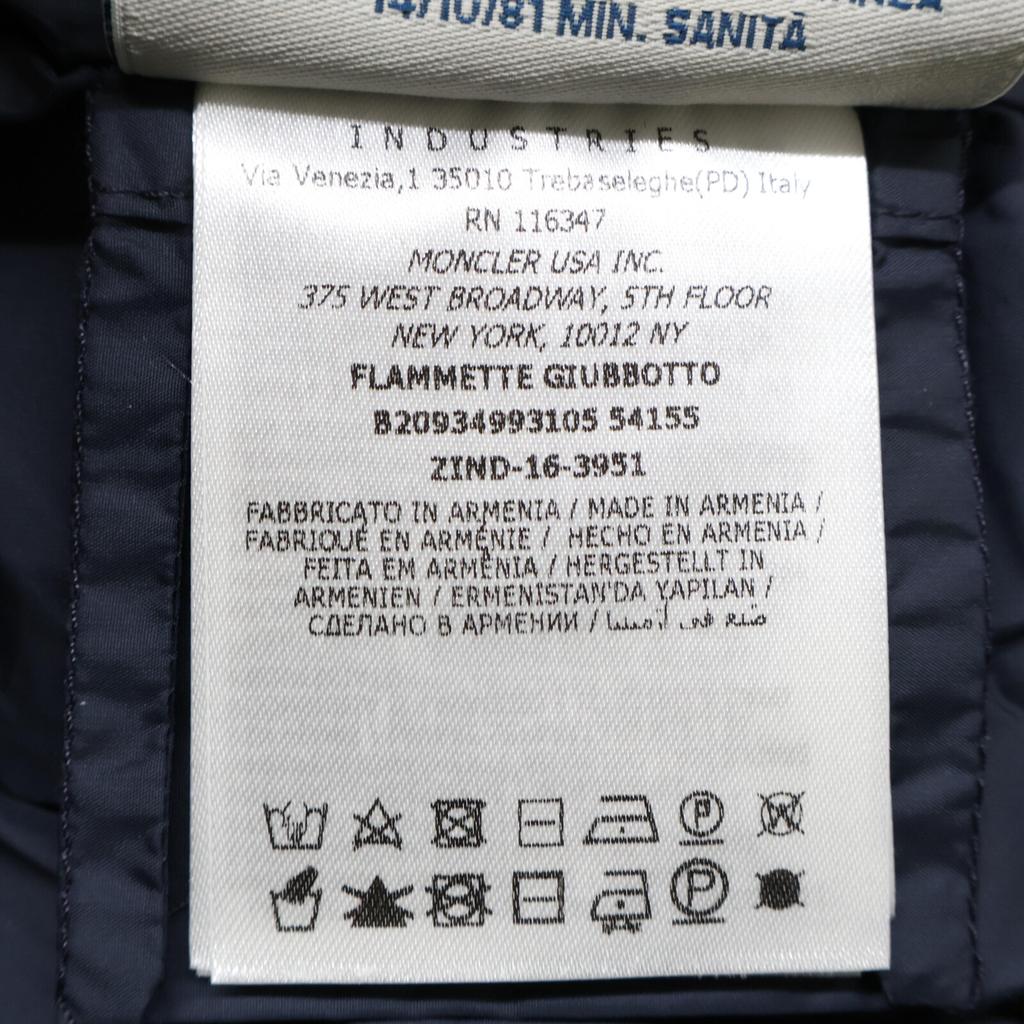 14/10/81 MIN. SANITÀ
INDUSTRIES
Via Venezia,1 35010 Trebaseleghe(PD) Italy
RN 116347
MONCLER USA INC.
375 WEST BROADWAY, 5TH FLOOR
NEW YORK, 10012 NY
FLAMMETTE GIUBBOTTO
B20934993105 54155
ZIND-16-3951
FABBRICATO IN ARMENIA / MADE IN ARMENIA /
FABRIQUÉ EN ARMÉNIE / HECHO EN ARMENIA /
FEITA EM ARMÊNIA / HERGESTELLT IN
ARMENIEN / ERMENISTAN'DA YAPILAN /
СДЕЛАНО В АРМЕНИИ / صنع في أرمينيا
P W
P